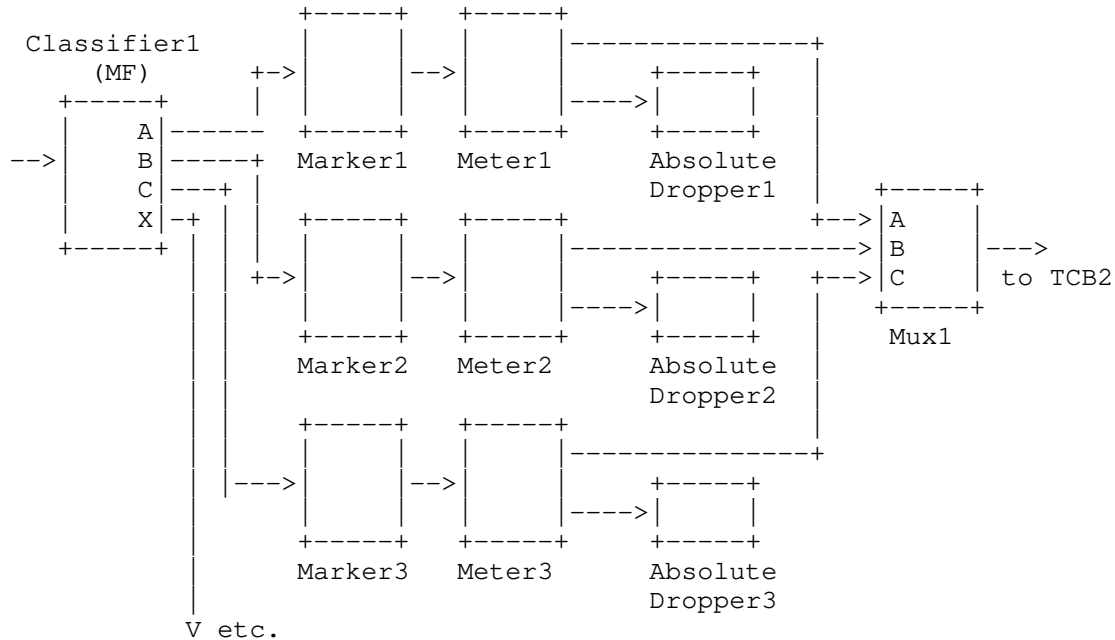 Classifier1
(MF)
A
B
C
X
Marker1
Meter1
Absolute
Dropper1
A
B
C
to TCB2
Mux1
Marker2
Meter2
Absolute
Dropper2
Marker3
Meter3
Absolute
Dropper3
V etc.